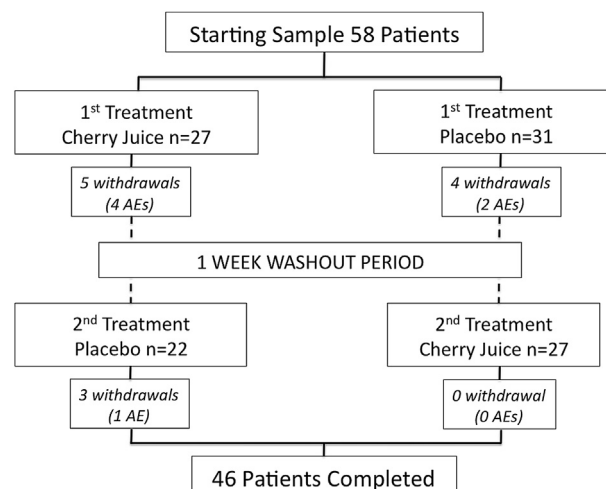 Starting Sample 58 Patients
1st Treatment
Cherry Juice n=27
1st Treatment
Placebo n=31
5 withdrawals
(4 AEs)
4 withdrawals
(2 AEs)
1 WEEK WASHOUT PERIOD
2nd Treatment
Placebo n=22
2nd Treatment
Cherry Juice n=27
3 withdrawals
(1 AE)
0 withdrawal
(0 AEs)
46 Patients Completed